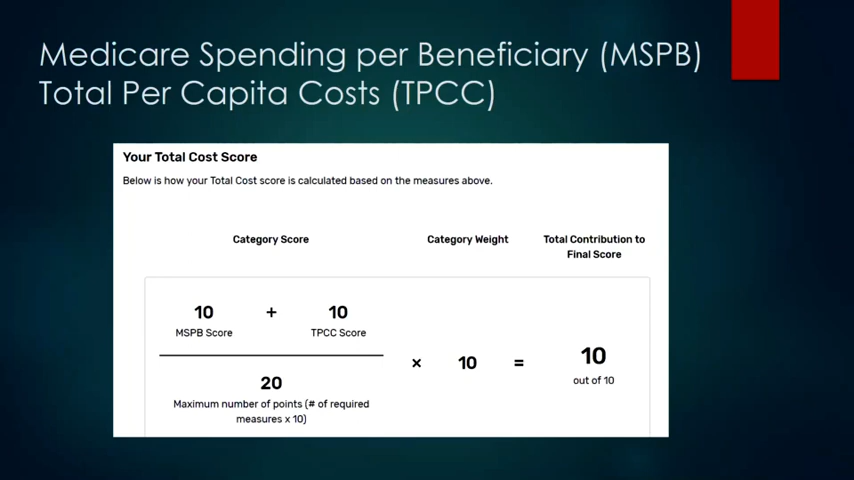 Medicare Spending per Beneficiary (MSPB)
Total Per Capita Costs (TPCC)
Your Total Cost Score
Below is how your Total Cost score is calculated based on the measures above.
Category Score
Category Weight
Total Contribution to
Final Score
10 + 10
MSPB Score
TPCC Score
20
Maximum number of points (# of required
measures x 10)
× 10 =
10
out of 10